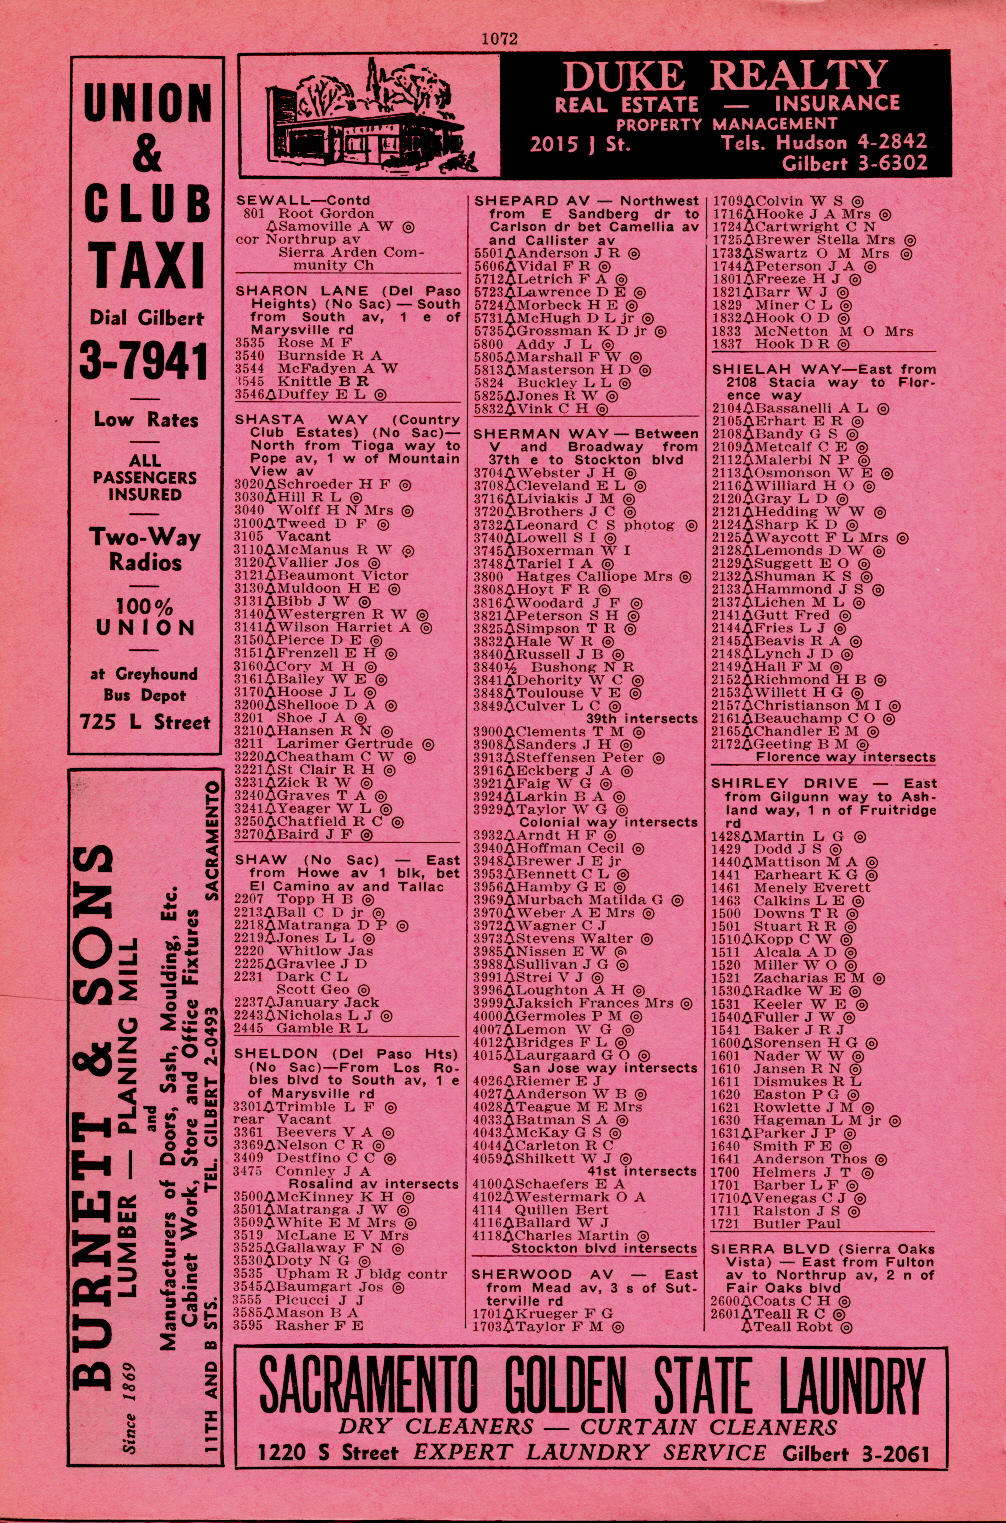 1072
UNION
&
CLUB
TAXI
Dial Gilbert
3-7941
Low Rates
ALL
PASSENGERS
INSURED
Two-Way
Radios
100%
UNION
at Greyhound
Bus Depot
725 L Street
BURNETT & SONS
Since 1869 LUMBER — PLANING MILL
and
Manufacturers of Doors, Sash, Moulding, Etc.
Cabinet Work, Store and Office Fixtures
11TH AND B STS. TEL. GILBERT 2-0493 SACRAMENTO
DUKE REALTY
REAL ESTATE — INSURANCE
PROPERTY MANAGEMENT
2015 J St. Tels. Hudson 4-2842
Gilbert 3-6302
SEWALL—Contd
801 Root Gordon
△Samoville A W ◎
cor Northrup av
Sierra Arden Com-
munity Ch
SHARON LANE (Del Paso
Heights) (No Sac) — South
from South av, 1 e of
Marysville rd
3535 Rose M F
3540 Burnside R A
3544 McFadyen A W
3545 Knittle B R
3546△Duffey E L ◎
SHASTA WAY (Country
Club Estates) (No Sac)—
North from Tioga way to
Pope av, 1 w of Mountain
View av
3020△Schroeder H F ◎
3030△Hill R L ◎
3040 Wolff H N Mrs ◎
3100△Tweed D F ◎
3105 Vacant
3110△McManus R W ◎
3120△Vallier Jos ◎
3121△Beaumont Victor
3130△Muldoon H E ◎
3131△Bibb J W ◎
3140△Westergren R W ◎
3141△Wilson Harriet A ◎
3150△Pierce D E ◎
3151△Frenzell E H ◎
3160△Cory M H ◎
3161△Bailey W E ◎
3170△Hoose J L ◎
3200△Shellooe D A ◎
3201 Shoe J A ◎
3210△Hansen R N ◎
3211 Larimer Gertrude ◎
3220△Cheatham C W ◎
3221△St Clair R H ◎
3231△Zick R W ◎
3240△Graves T A ◎
3241△Yeager W L ◎
3250△Chatfield R C ◎
3270△Baird J F ◎
SHAW (No Sac) — East
from Howe av 1 blk, bet
El Camino av and Tallac
2207 Topp H B ◎
2213△Ball C D jr ◎
2218△Matranga D P ◎
2219△Jones L L ◎
2220 Whitlow Jas
2225△Gravlee J D
2231 Dark C L
Scott Geo ◎
2237△January Jack
2243△Nicholas L J ◎
2445 Gamble R L
SHELDON (Del Paso Hts)
(No Sac)—From Los Ro-
bles blvd to South av, 1 e
of Marysville rd
3301△Trimble L F ◎
rear Vacant
3361 Beevers V A ◎
3369△Nelson C R ◎
3409 Destfino C C ◎
3475 Connley J A
Rosalind av intersects
3500△McKinney K H ◎
3501△Matranga J W ◎
3509△White E M Mrs ◎
3519 McLane E V Mrs
3525△Gallaway F N ◎
3530△Doty N G ◎
3535 Upham R J bldg contr
3545△Baumgart Jos ◎
3555 Picucci J J
3585△Mason B A
3595 Rasher F E
SHEPARD AV — Northwest
from E Sandberg dr to
Carlson dr bet Camellia av
and Callister av
5501△Anderson J R ◎
5606△Vidal F R ◎
5712△Letrich F A ◎
5723△Lawrence D E ◎
5724△Morbeck H E ◎
5731△McHugh D L jr ◎
5735△Grossman K D jr ◎
5800 Addy J L ◎
5805△Marshall F W ◎
5813△Masterson H D ◎
5824 Buckley L L ◎
5825△Jones R W ◎
5832△Vink C H ◎
SHERMAN WAY — Between
V and Broadway from
37th e to Stockton blvd
3704△Webster J H ◎
3708△Cleveland E L ◎
3716△Liviakis J M ◎
3720△Brothers J C ◎
3732△Leonard C S photog ◎
3740△Lowell S I ◎
3745△Boxerman W I
3748△Tariel I A ◎
3800 Hatges Calliope Mrs ◎
3808△Hoyt F R ◎
3816△Woodard J F ◎
3821△Peterson S H ◎
3825△Simpson T R ◎
3832△Hale W R ◎
3840△Russell J B ◎
3840½ Bushong N R
3841△Dehority W C ◎
3848△Toulouse V E ◎
3849△Culver L C ◎
39th intersects
3900△Clements T M ◎
3908△Sanders J H ◎
3913△Steffensen Peter ◎
3916△Eckberg J A ◎
3921△Faig W G ◎
3924△Larkin B A ◎
3929△Taylor W G ◎
Colonial way intersects
3932△Arndt H F ◎
3940△Hoffman Cecil ◎
3948△Brewer J E jr
3953△Bennett C L ◎
3956△Hamby G E ◎
3969△Murbach Matilda G ◎
3970△Weber A E Mrs ◎
3972△Wagner C J
3973△Stevens Walter ◎
3985△Nissen E W ◎
3988△Sullivan J G ◎
3991△Strei V J ◎
3996△Loughton A H ◎
3999△Jaksich Frances Mrs ◎
4000△Germoles P M ◎
4007△Lemon W G ◎
4012△Bridges F L ◎
4015△Laurgaard G O ◎
San Jose way intersects
4026△Riemer E J
4027△Anderson W B ◎
4028△Teague M E Mrs
4033△Batman S A ◎
4043△McKay G S ◎
4044△Carleton R C
4059△Shilkett W J ◎
41st intersects
4100△Schaefers E A
4102△Westermark O A
4114 Quillen Bert
4116△Ballard W J
4118△Charles Martin ◎
Stockton blvd intersects
SHERWOOD AV — East
from Mead av, 3 s of Sut-
terville rd
1701△Krueger F G
1703△Taylor F M ◎
1709△Colvin W S ◎
1716△Hooke J A Mrs ◎
1724△Cartwright C N
1725△Brewer Stella Mrs ◎
1733△Swartz O M Mrs ◎
1744△Peterson J A ◎
1801△Freeze H J ◎
1821△Barr W J ◎
1829 Miner C L ◎
1832△Hook O D ◎
1833 McNetton M O Mrs
1837 Hook D R ◎
SHIELAH WAY—East from
2108 Stacia way to Flor-
ence way
2104△Bassanelli A L ◎
2105△Erhart E R ◎
2108△Bandy G S ◎
2109△Metcalf C E ◎
2112△Malerbi N P ◎
2113△Osmonson W E ◎
2116△Williard H O ◎
2120△Gray L D ◎
2121△Hedding W W ◎
2124△Sharp K D ◎
2125△Waycott F L Mrs ◎
2128△Lemonds D W ◎
2129△Suggett E O ◎
2132△Shuman K S ◎
2133△Hammond J S ◎
2137△Lichen M L ◎
2141△Gutt Fred ◎
2144△Fries L J ◎
2145△Beavis R A ◎
2148△Lynch J D ◎
2149△Hall F M ◎
2152△Richmond H B ◎
2153△Willett H G ◎
2157△Christianson M I ◎
2161△Beauchamp C O ◎
2165△Chandler E M ◎
2172△Geeting B M ◎
Florence way intersects
SHIRLEY DRIVE — East
from Gilgunn way to Ash-
land way, 1 n of Fruitridge
rd
1428△Martin L G ◎
1429 Dodd J S ◎
1440△Mattison M A ◎
1441 Earheart K G ◎
1461 Menely Everett
1463 Calkins L E ◎
1500 Downs T R ◎
1501 Stuart R R ◎
1510△Kopp C W ◎
1511 Alcala A D ◎
1520 Miller W O ◎
1521 Zacharias E M ◎
1530△Radke W E ◎
1531 Keeler W E ◎
1540△Fuller J W ◎
1541 Baker J R J
1600△Sorensen H G ◎
1601 Nader W W ◎
1610 Jansen R N ◎
1611 Dismukes R L
1620 Easton P G ◎
1621 Rowlette J M ◎
1630 Hageman L M jr ◎
1631△Parker J P ◎
1640 Smith F E ◎
1641 Anderson Thos ◎
1700 Helmers J T ◎
1701 Barber L F ◎
1710△Venegas C J ◎
1711 Ralston J S ◎
1721 Butler Paul
SIERRA BLVD (Sierra Oaks
Vista) — East from Fulton
av to Northrup av, 2 n of
Fair Oaks blvd
2600△Coats C H ◎
2601△Teall R C ◎
△Teall Robt ◎
SACRAMENTO GOLDEN STATE LAUNDRY
DRY CLEANERS — CURTAIN CLEANERS
1220 S Street EXPERT LAUNDRY SERVICE Gilbert 3-2061